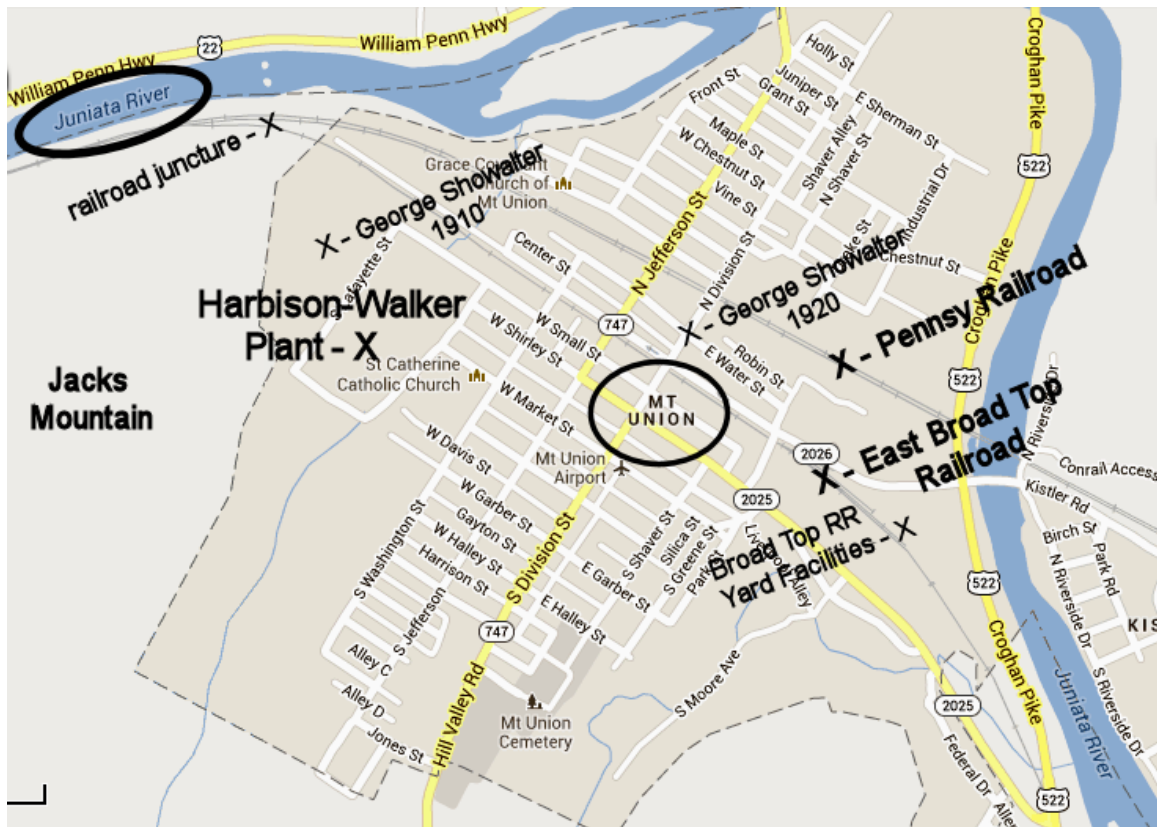 William Penn Hwy
22
William Penn Hwy
Juniata River
railroad juncture - X
Grace Covenant
Church of
Mt Union
X - George Showalter
1910
Lafayette St
Harbison-Walker
Plant - X
Jacks
Mountain
St Catherine
Catholic Church
Holly St
Juniper St
Grant St
Front St
E Sherman St
Maple St
W Chestnut St
Shaver Alley
N Shaver St
Industrial Dr
Vine St
Chestnut St
Center St
N Jefferson St
N Division St
Croghan Pike
522
Croghan Pike
522
Croghan Pike
X - George Showalter
1920
X - Pennsy Railroad
747
W Small St
W Shirley St
Robin St
E Water St
MT
UNION
W Market St
Mt Union
Airport
W Davis St
W Garber St
Gayton St
W Halley St
Harrison St
S Washington St
S Jefferson
S Division St
747
Hill Valley Rd
Alley C
Alley D
Jones St
E Halley St
E Garber St
S Shaver St
Silica St
S Greene St
Park St
Mt Union
Cemetery
S Moore Ave
2026
2025
X - East Broad Top
Railroad
Broad Top RR
Yard Facilities - X
Alley
522
N Riverside Dr
Conrail Access
Kistler Rd
Birch St
Park Rd
N Riverside Dr
KIS
522
Croghan Pike
S Riverside Dr
Juniata River
2025
Federal Dr
522